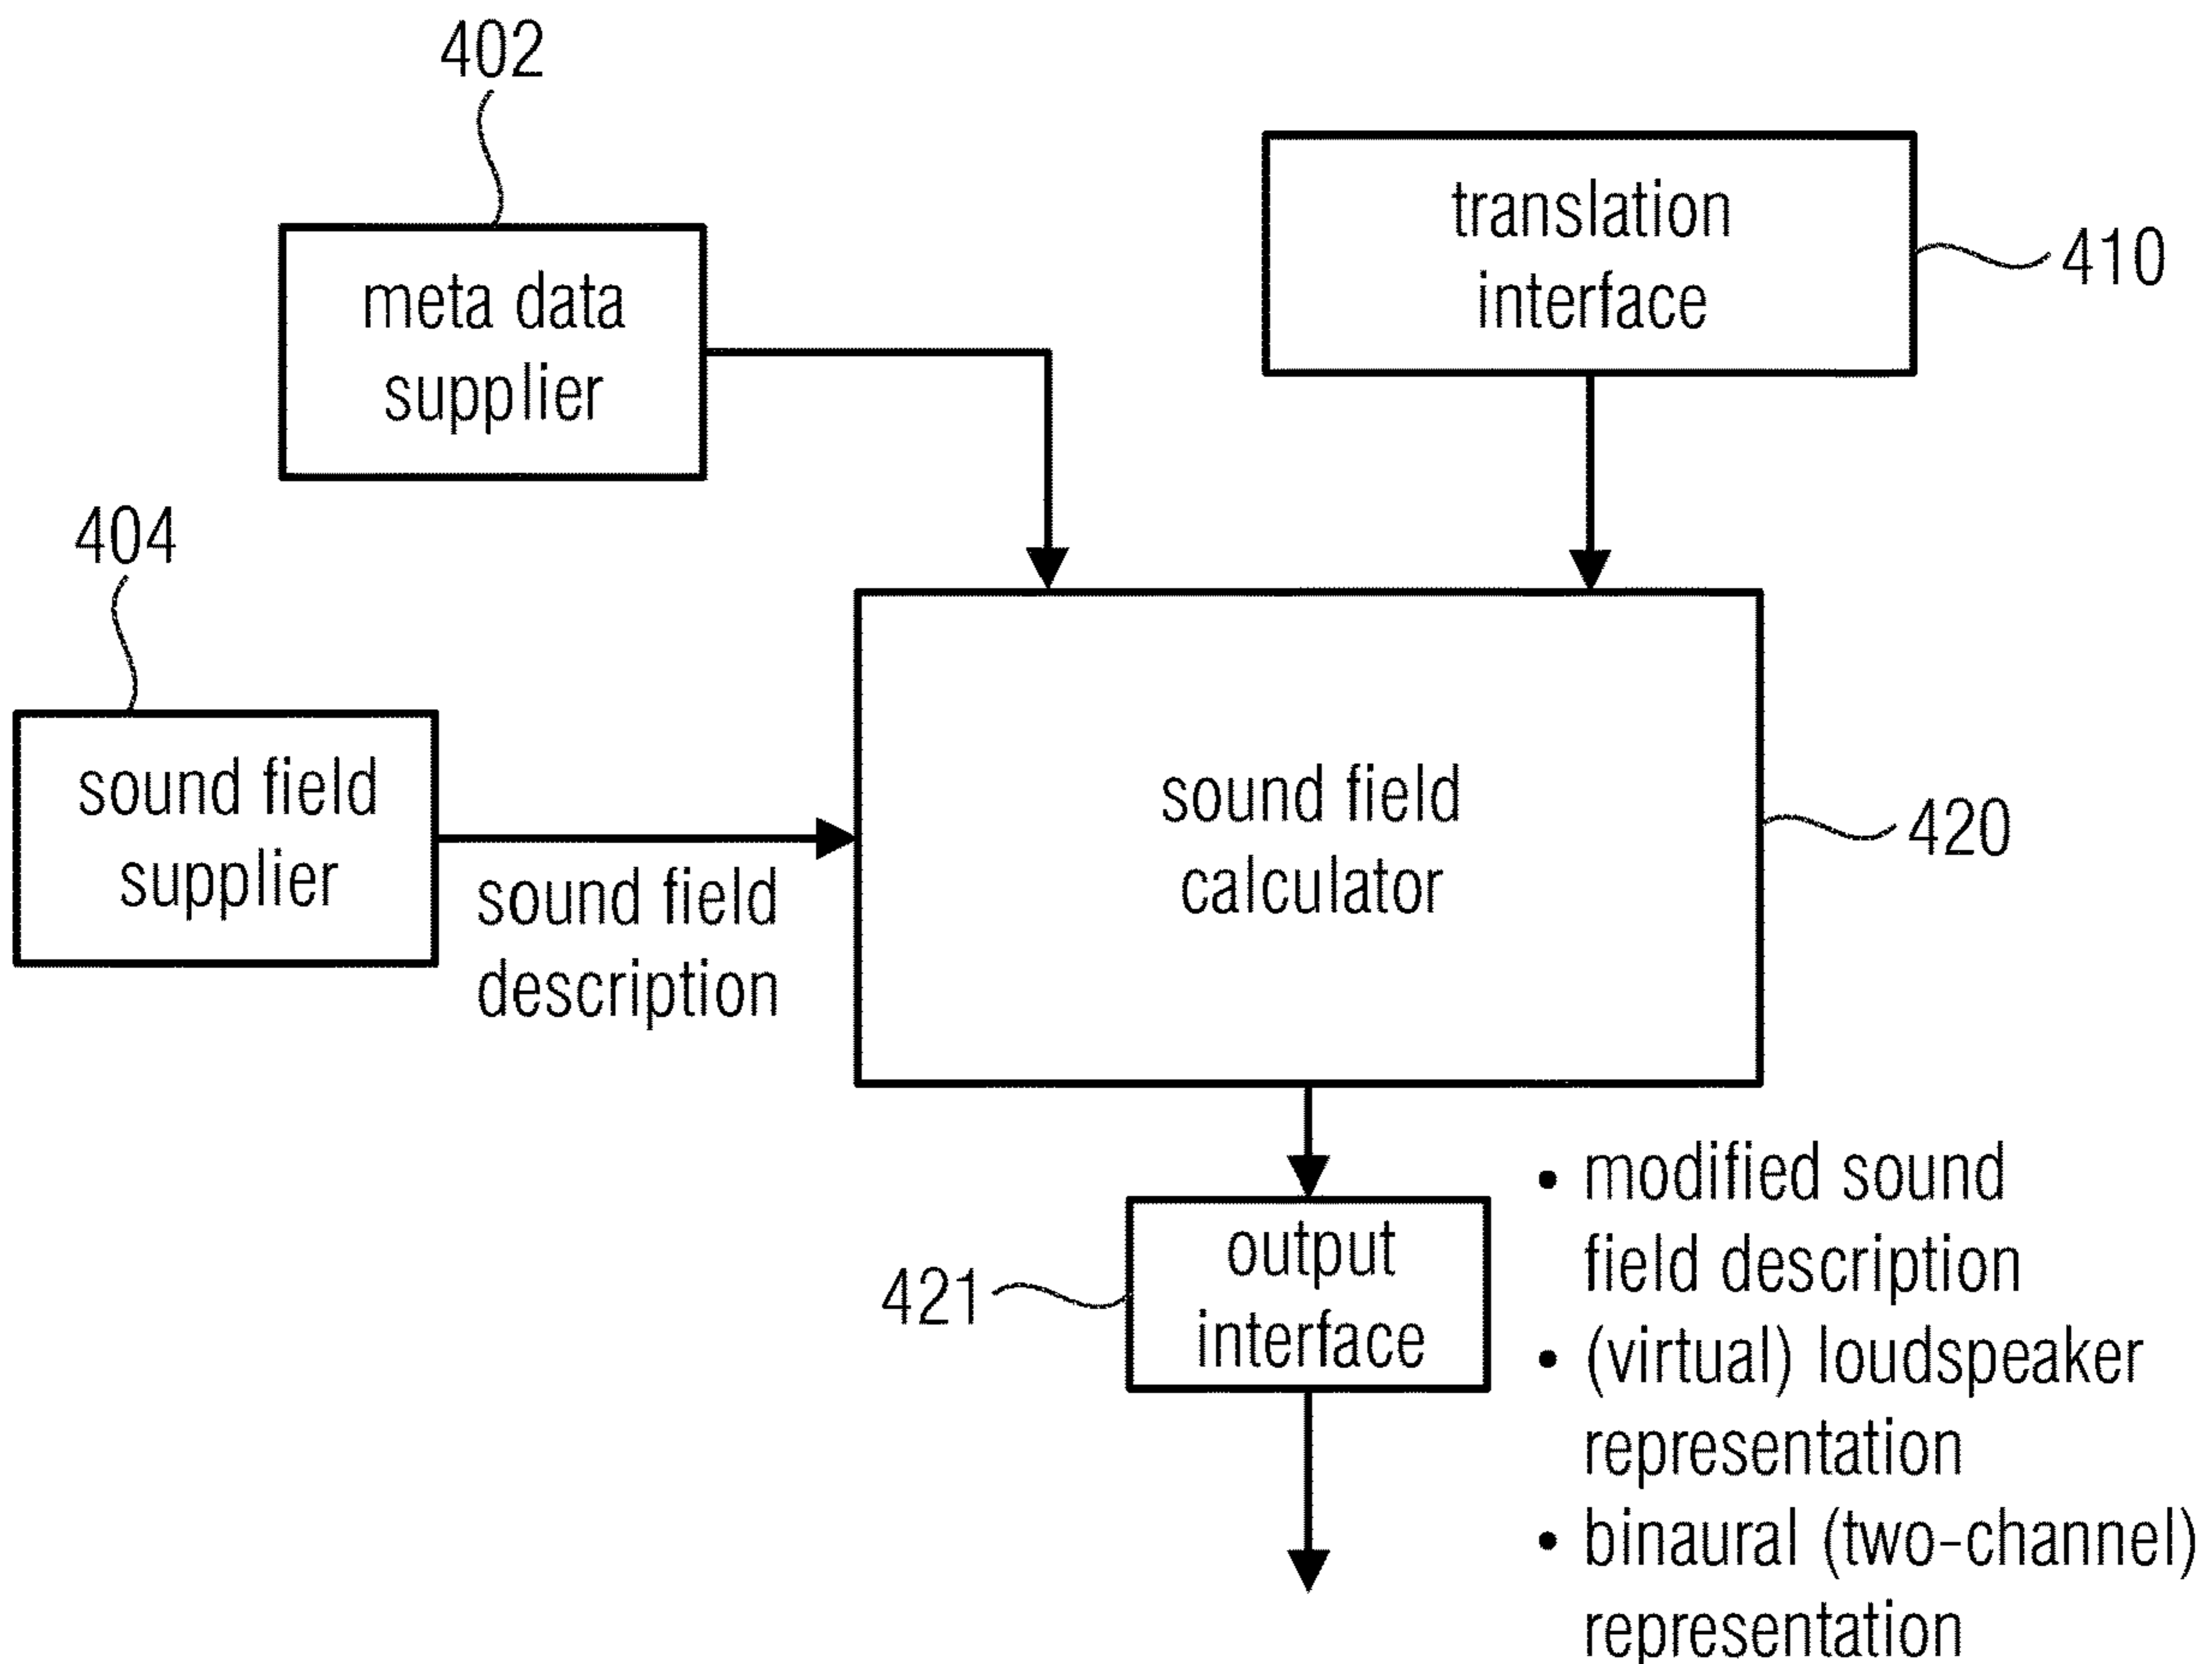 402
meta data
supplier
translation
interface
410
404
sound field
supplier
sound field
description
sound field
calculator
420
421
output
interface
• modified sound
field description
• (virtual) loudspeaker
representation
• binaural (two-channel)
representation